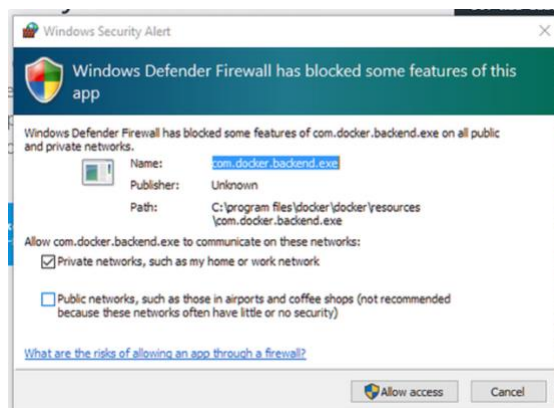 Windows Security Alert
Windows Defender Firewall has blocked some features of this
app
Windows Defender Firewall has blocked some features of com.docker.backend.exe on all public
and private networks.
Name: com.docker.backend.exe
Publisher: Unknown
Path: C:\program files\docker\docker\resources
\com.docker.backend.exe
Allow com.docker.backend.exe to communicate on these networks:
Private networks, such as my home or work network
Public networks, such as those in airports and coffee shops (not recommended
because these networks often have little or no security)
What are the risks of allowing an app through a firewall?
Allow access Cancel